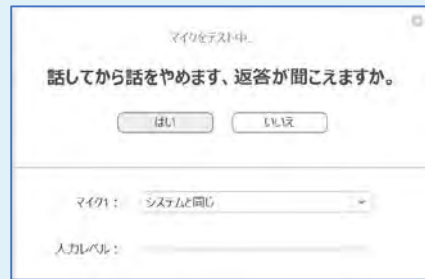 マイクをテスト中...
話してから話をやめます、返答が聞こえますか。
はい
いいえ
マイク1：
システムと同じ
入力レベル：